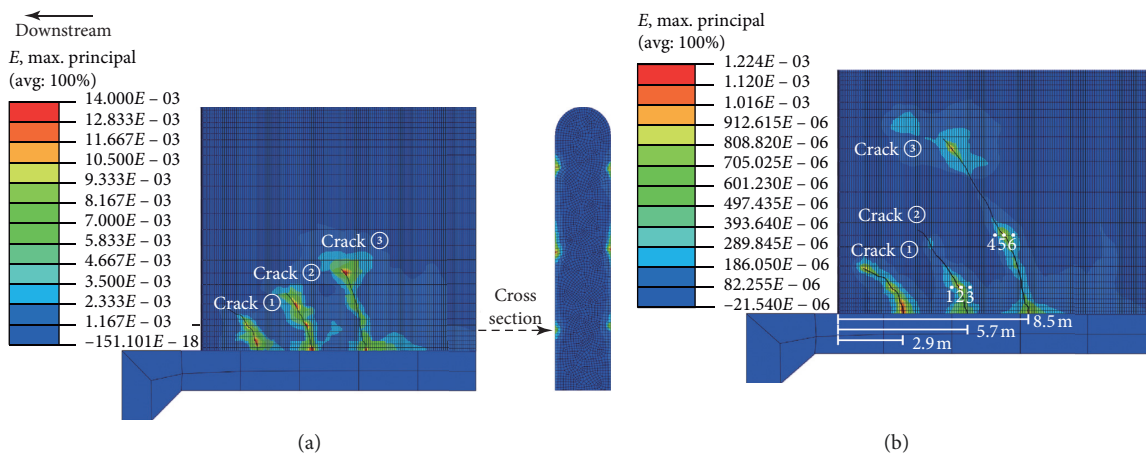 Downstream
E, max. principal
(avg: 100%)
14.000E – 03
12.833E – 03
11.667E – 03
10.500E – 03
9.333E – 03
8.167E – 03
7.000E – 03
5.833E – 03
4.667E – 03
3.500E – 03
2.333E – 03
1.167E – 03
–151.101E – 18
Crack ③
Crack ②
Crack ①
Cross
section
(a)
E, max. principal
(avg: 100%)
1.224E – 03
1.120E – 03
1.016E – 03
912.615E – 06
808.820E – 06
705.025E – 06
601.230E – 06
497.435E – 06
393.640E – 06
289.845E – 06
186.050E – 06
82.255E – 06
–21.540E – 06
Crack ③
Crack ②
Crack ①
456
123
8.5 m
5.7 m
2.9 m
(b)